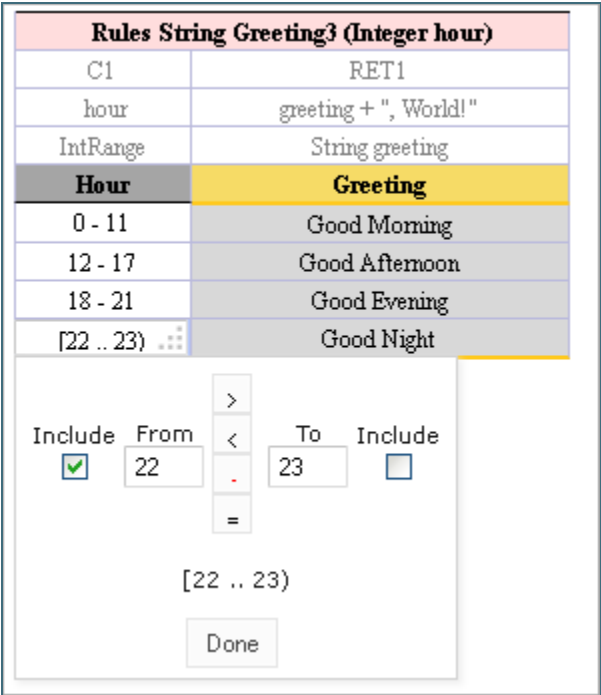 Rules String Greeting3 (Integer hour)
C1 RET1
hour greeting + ", World!"
IntRange String greeting
Hour Greeting
0 - 11 Good Morning
12 - 17 Good Afternoon
18 - 21 Good Evening
[22 .. 23) Good Night
>
Include From < To Include
22 - 23
=
[22 .. 23)
Done